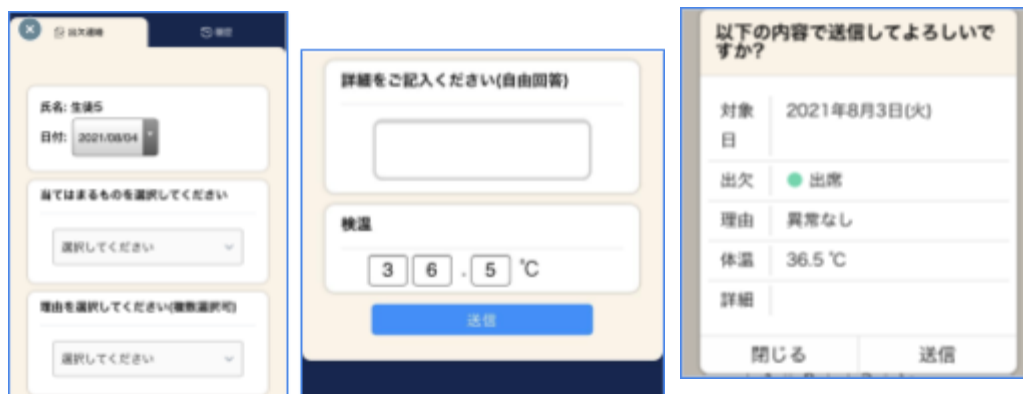 出欠連絡
履歴
氏名: 生徒5
日付: 2021/08/04
当てはまるものを選択してください
選択してください
理由を選択してください(複数選択可)
選択してください
詳細をご記入ください(自由回答)
検温
3 6 . 5 ℃
送信
以下の内容で送信してよろしいで
すか?
対象
日
2021年8月3日(火)
出欠 出席
理由 異常なし
体温 36.5 ℃
詳細
閉じる 送信